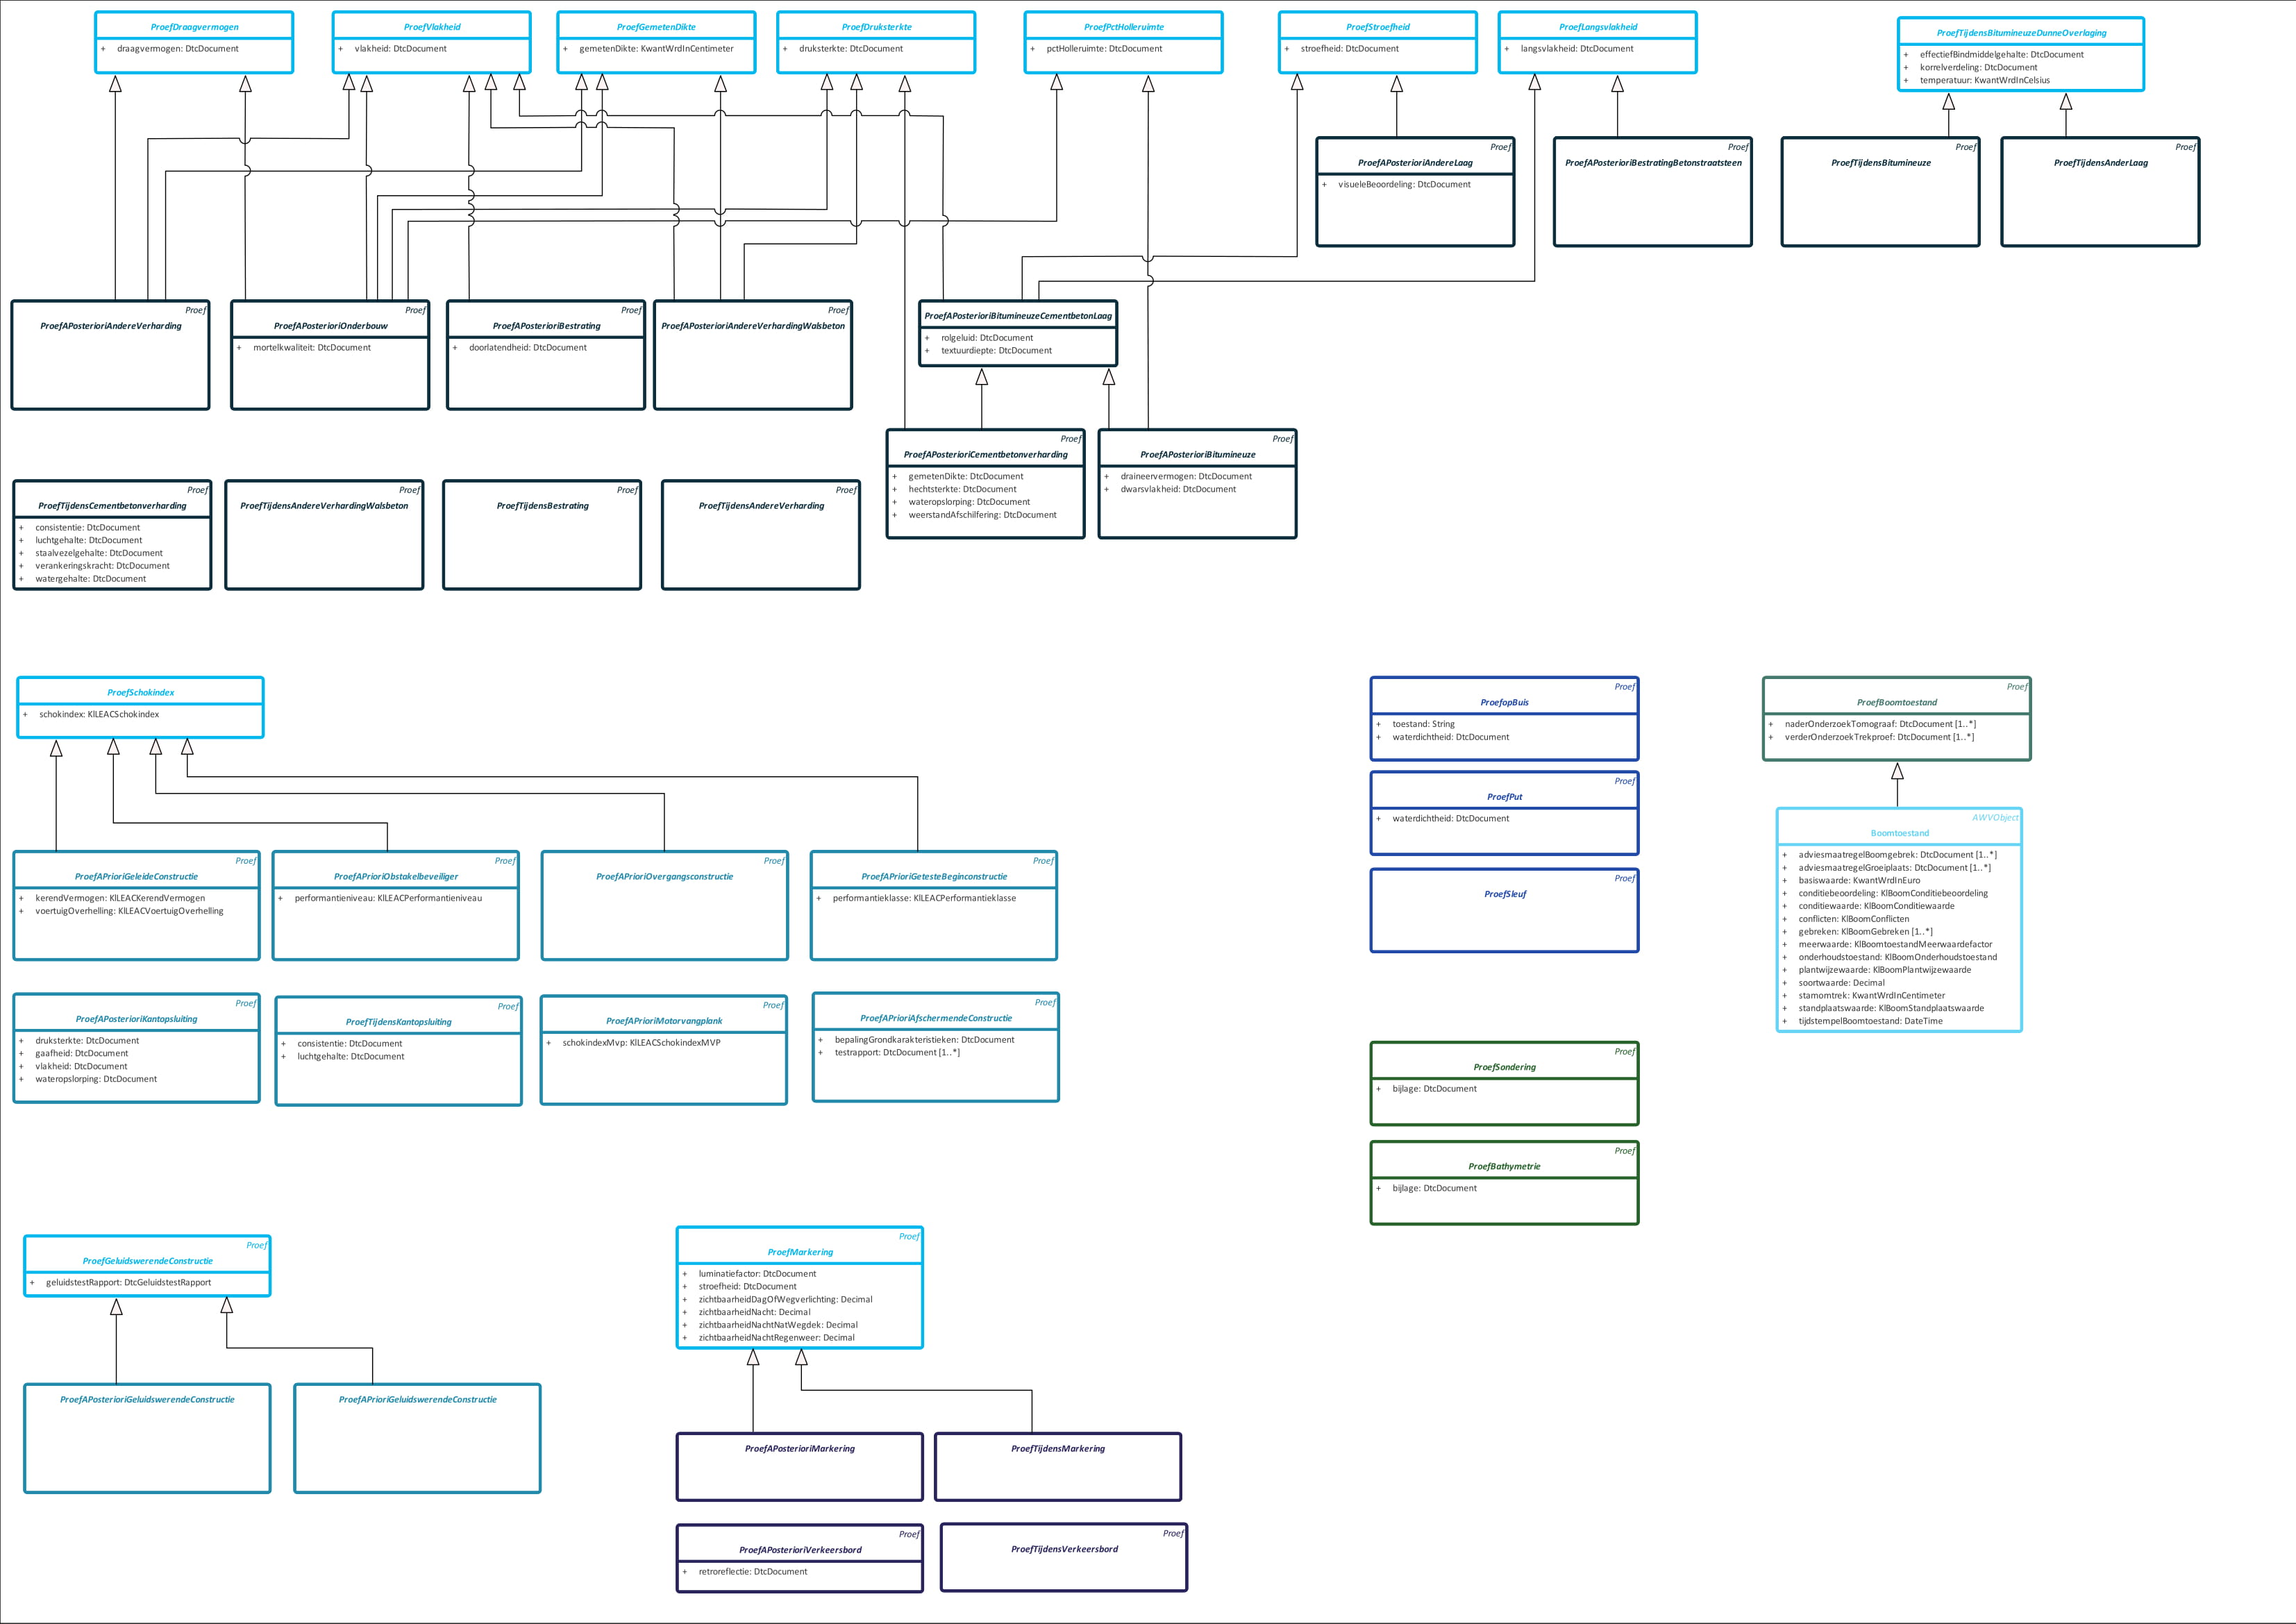 ProefDraagvermogen
+ draagvermogen: DtcDocument
ProefVlakheid
+ vlakheid: DtcDocument
ProefGemetenDikte
+ gemetenDikte: KwantWrdInCentimeter
ProefDruksterkte
+ druksterkte: DtcDocument
ProefPctHolleruimte
+ pctHolleruimte: DtcDocument
ProefStroefheid
+ stroefheid: DtcDocument
ProefLangsvlakheid
+ langsvlakheid: DtcDocument
ProefTijdensBitumineuzeDunneOverlaging
+ effectiefBindmiddelgehalte: DtcDocument
+ korrelverdeling: DtcDocument
+ temperatuur: KwantWrdInCelsius
Proef
ProefAPosterioriAndereLaag
+ visueleBeoordeling: DtcDocument
Proef
ProefAPosterioriBestratingBetonstraatsteen
Proef
ProefTijdensBitumineuze
Proef
ProefTijdensAnderLaag
Proef
ProefAPosterioriAndereVerharding
Proef
ProefAPosterioriOnderbouw
+ mortelkwaliteit: DtcDocument
Proef
ProefAPosterioriBestrating
+ doorlatendheid: DtcDocument
Proef
ProefAPosterioriAndereVerhardingWalsbeton
Proef
ProefAPosterioriBitumineuzeCementbetonLaag
+ rolgeluid: DtcDocument
+ textuurdiepte: DtcDocument
Proef
ProefAPosterioriCementbetonverharding
+ gemetenDikte: DtcDocument
+ hechtsterkte: DtcDocument
+ wateropslorping: DtcDocument
+ weerstandAfschilfering: DtcDocument
Proef
ProefAPosterioriBitumineuze
+ draineervermogen: DtcDocument
+ dwarsvlakheid: DtcDocument
Proef
ProefTijdensCementbetonverharding
+ consistentie: DtcDocument
+ luchtgehalte: DtcDocument
+ staalvezelgehalte: DtcDocument
+ verankeringskracht: DtcDocument
+ watergehalte: DtcDocument
Proef
ProefTijdensAndereVerhardingWalsbeton
Proef
ProefTijdensBestrating
Proef
ProefTijdensAndereVerharding
ProefSchokindex
+ schokindex: KlLEACSchokindex
Proef
ProefopBuis
+ toestand: String
+ waterdichtheid: DtcDocument
Proef
ProefBoomtoestand
+ naderOnderzoekTomograaf: DtcDocument [1..*]
+ verderOnderzoekTrekproef: DtcDocument [1..*]
Proef
ProefPut
+ waterdichtheid: DtcDocument
AWVObject
Boomtoestand
+ adviesmaatregelBoomgebrek: DtcDocument [1..*]
+ adviesmaatregelGroeiplaats: DtcDocument [1..*]
+ basiswaarde: KwantWrdInEuro
+ conditiebeoordeling: KlBoomConditiebeoordeling
+ conditiewaarde: KlBoomConditiewaarde
+ conflicten: KlBoomConflicten
+ gebreken: KlBoomGebreken [1..*]
+ meerwaarde: KlBoomtoestandMeerwaardefactor
+ onderhoudstoestand: KlBoomOnderhoudstoestand
+ plantwijzewaarde: KlBoomPlantwijzewaarde
+ soortwaarde: Decimal
+ stamomtrek: KwantWrdInCentimeter
+ standplaatswaarde: KlBoomStandplaatswaarde
+ tijdstempelBoomtoestand: DateTime
Proef
ProefSleuf
Proef
ProefAPrioriGeleideConstructie
+ kerendVermogen: KlLEACKerendVermogen
+ voertuigOverhelling: KlLEACVoertuigOverhelling
Proef
ProefAPrioriObstakelbeveiliger
+ performantieniveau: KlLEACPerformantieniveau
Proef
ProefAPrioriOvergangsconstructie
Proef
ProefAPrioriGetesteBeginconstructie
+ performantieklasse: KlLEACPerformantieklasse
Proef
ProefAPosterioriKantopsluiting
+ druksterkte: DtcDocument
+ gaafheid: DtcDocument
+ vlakheid: DtcDocument
+ wateropslorping: DtcDocument
Proef
ProefTijdensKantopsluiting
+ consistentie: DtcDocument
+ luchtgehalte: DtcDocument
Proef
ProefAPrioriMotorvangplank
+ schokindexMvp: KlLEACSchokindexMVP
Proef
ProefAPrioriAfschermendeConstructie
+ bepalingGrondkarakteristieken: DtcDocument
+ testrapport: DtcDocument [1..*]
Proef
ProefSondering
+ bijlage: DtcDocument
Proef
ProefBathymetrie
+ bijlage: DtcDocument
Proef
ProefGeluidswerendeConstructie
+ geluidstestRapport: DtcGeluidstestRapport
Proef
ProefMarkering
+ luminatiefactor: DtcDocument
+ stroefheid: DtcDocument
+ zichtbaarheidDagOfWegverlichting: Decimal
+ zichtbaarheidNacht: Decimal
+ zichtbaarheidNachtNatWegdek: Decimal
+ zichtbaarheidNachtRegenweer: Decimal
ProefAPosterioriGeluidswerendeConstructie
ProefAPrioriGeluidswerendeConstructie
ProefAPosterioriMarkering
ProefTijdensMarkering
Proef
ProefAPosterioriVerkeersbord
+ retroreflectie: DtcDocument
Proef
ProefTijdensVerkeersbord